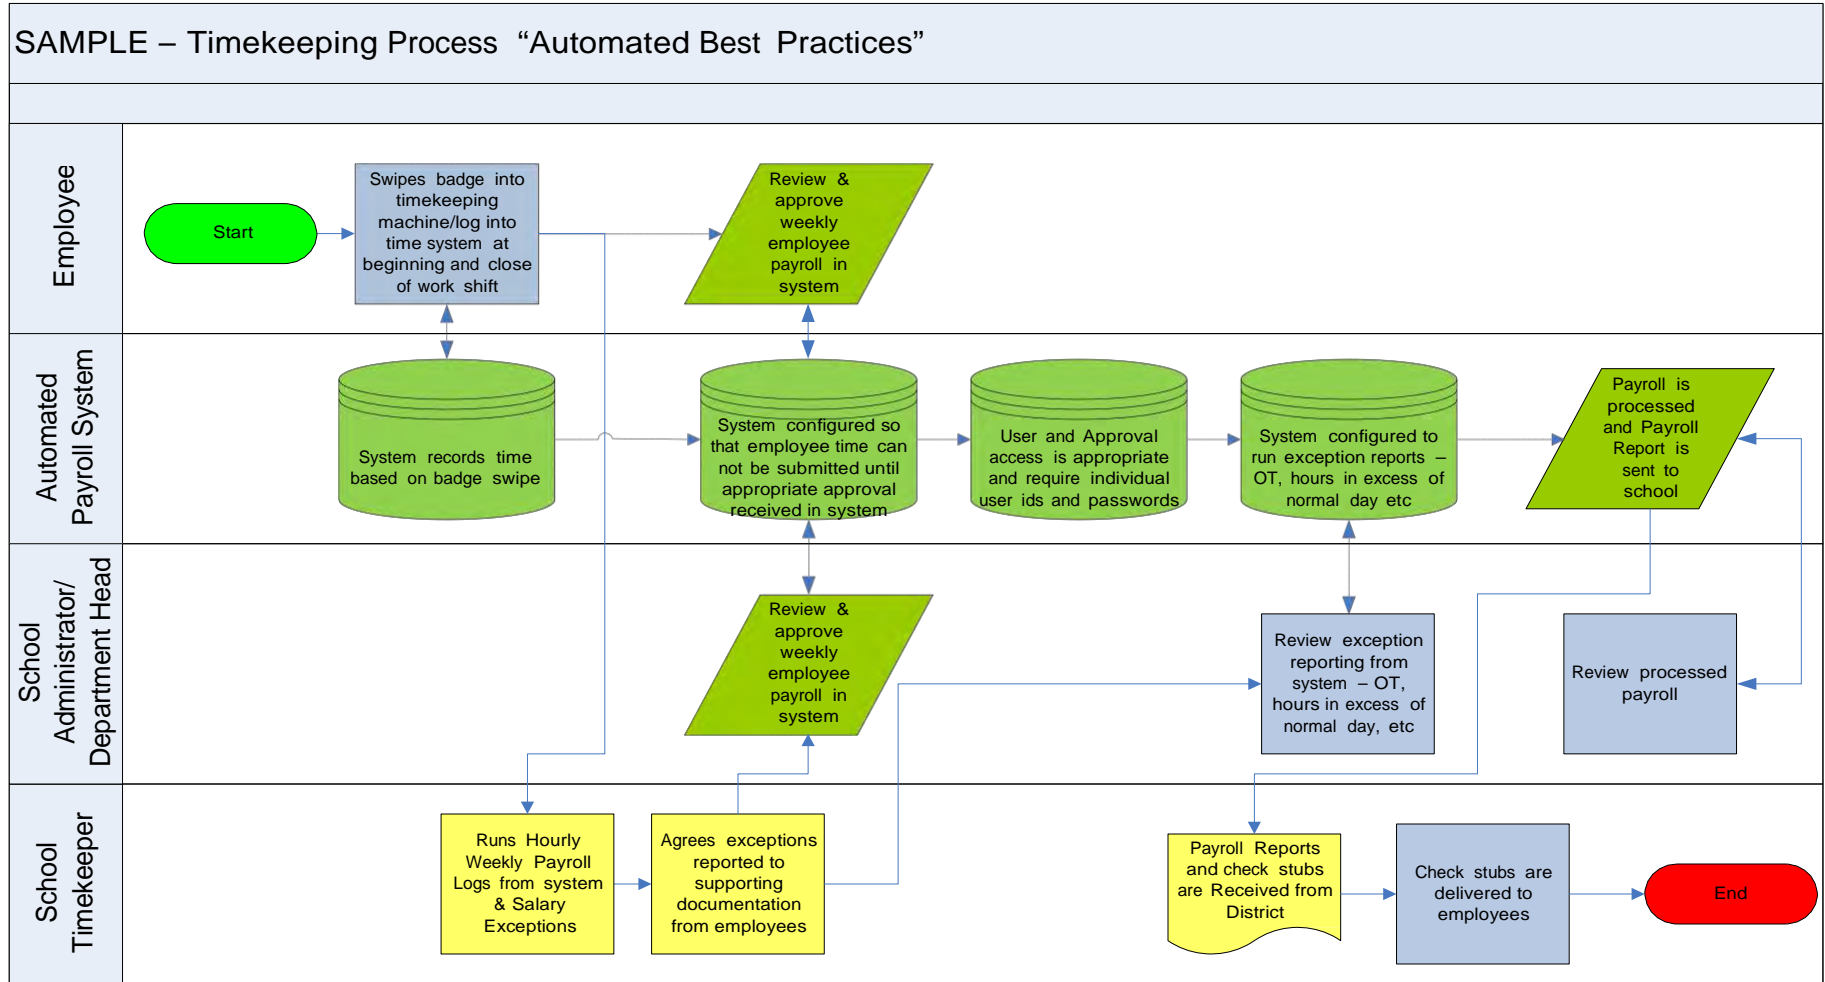 SAMPLE – Timekeeping Process “Automated Best Practices”
Employee
Start
Swipes badge into
timekeeping
machine/log into
time system at
beginning and close
of work shift
Review &
approve
weekly
employee
payroll in
system
Automated
Payroll System
System records time
based on badge swipe
System configured so
that employee time can
not be submitted until
appropriate approval
received in system
User and Approval
access is appropriate
and require individual
user ids and passwords
System configured to
run exception reports –
OT, hours in excess of
normal day etc
Payroll is
processed
and Payroll
Report is
sent to
school
School
Administrator/
Department Head
Review &
approve
weekly
employee
payroll in
system
Review exception
reporting from
system – OT,
hours in excess of
normal day, etc
Review processed
payroll
School
Timekeeper
Runs Hourly
Weekly Payroll
Logs from system
& Salary
Exceptions
Agrees exceptions
reported to
supporting
documentation
from employees
Payroll Reports
and check stubs
are Received from
District
Check stubs are
delivered to
employees
End